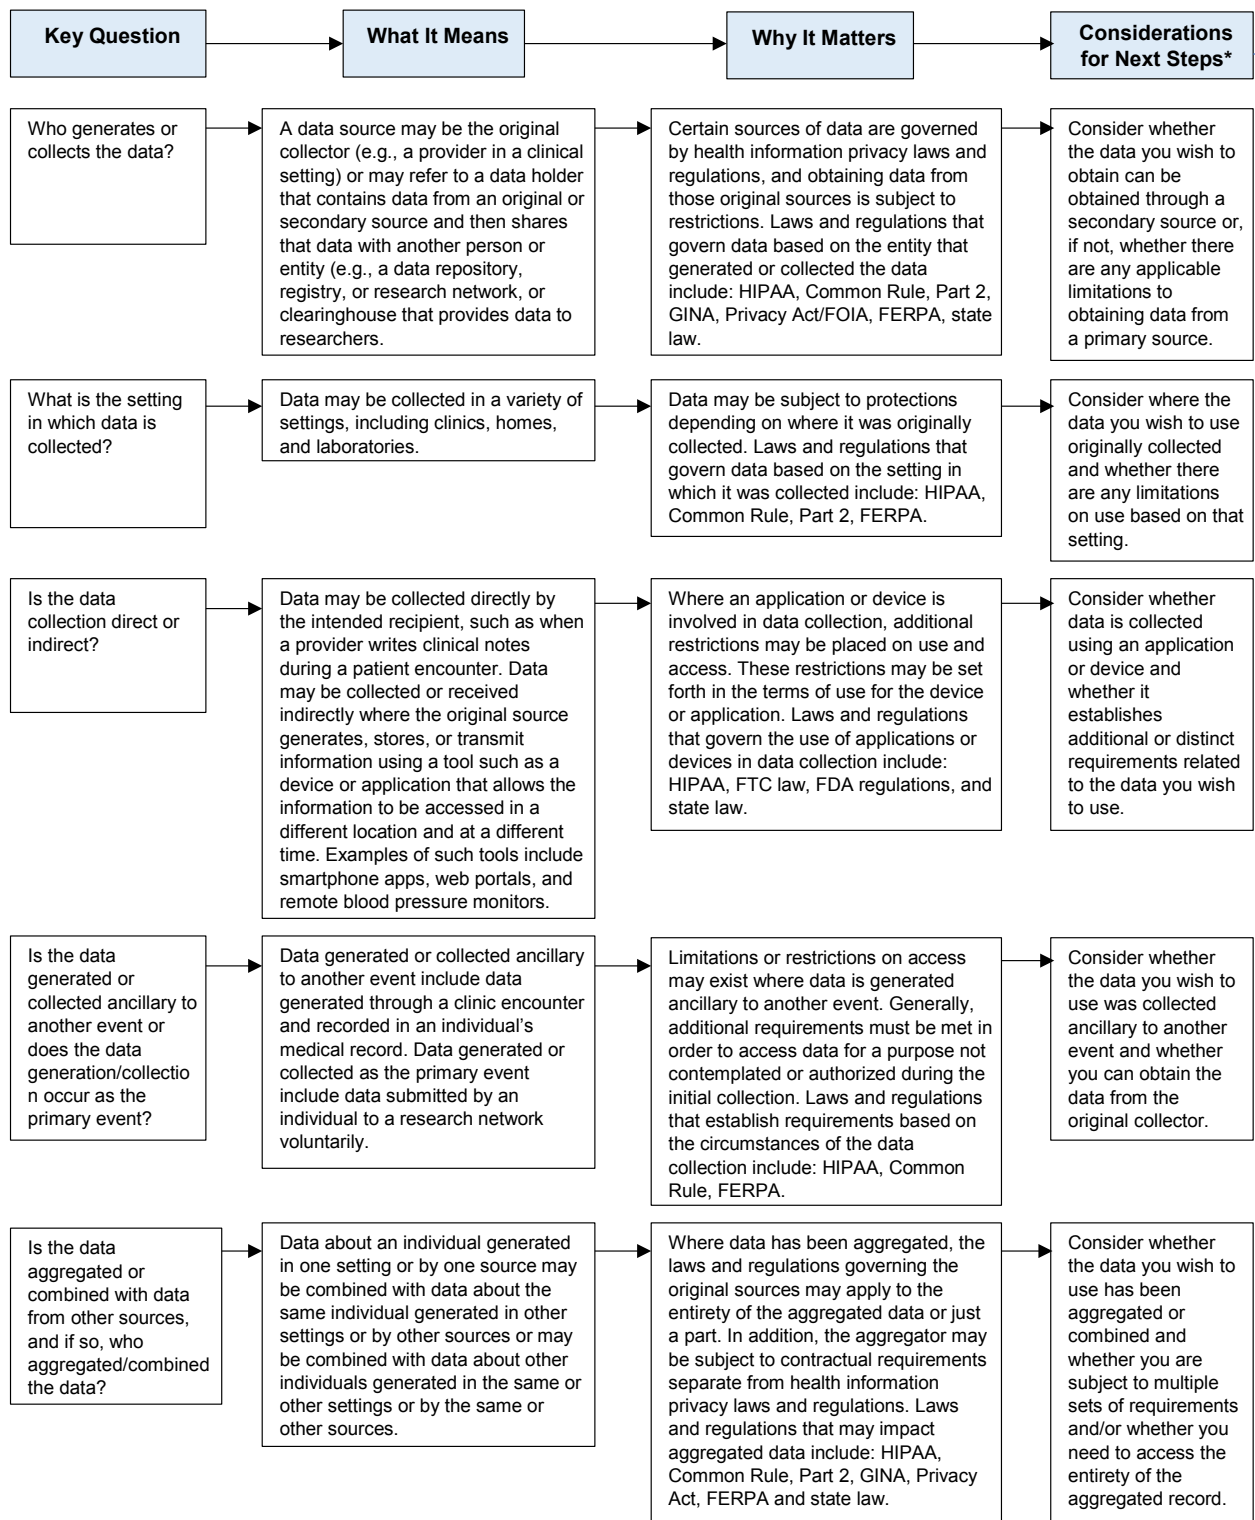 Key Question
What It Means
Why It Matters
Considerations
for Next Steps*
Who generates or
collects the data?
A data source may be the original
collector (e.g., a provider in a clinical
setting) or may refer to a data holder
that contains data from an original or
secondary source and then shares
that data with another person or
entity (e.g., a data repository,
registry, or research network, or
clearinghouse that provides data to
researchers.
Certain sources of data are governed
by health information privacy laws and
regulations, and obtaining data from
those original sources is subject to
restrictions. Laws and regulations that
govern data based on the entity that
generated or collected the data
include: HIPAA, Common Rule, Part 2,
GINA, Privacy Act/FOIA, FERPA, state
law.
Consider whether
the data you wish to
obtain can be
obtained through a
secondary source or,
if not, whether there
are any applicable
limitations to
obtaining data from
a primary source.
What is the setting
in which data is
collected?
Data may be collected in a variety of
settings, including clinics, homes,
and laboratories.
Data may be subject to protections
depending on where it was originally
collected. Laws and regulations that
govern data based on the setting in
which it was collected include: HIPAA,
Common Rule, Part 2, FERPA.
Consider where the
data you wish to use
originally collected
and whether there
are any limitations
on use based on that
setting.
Is the data
collection direct or
indirect?
Data may be collected directly by
the intended recipient, such as when
a provider writes clinical notes
during a patient encounter. Data
may be collected or received
indirectly where the original source
generates, stores, or transmit
information using a tool such as a
device or application that allows the
information to be accessed in a
different location and at a different
time. Examples of such tools include
smartphone apps, web portals, and
remote blood pressure monitors.
Where an application or device is
involved in data collection, additional
restrictions may be placed on use and
access. These restrictions may be set
forth in the terms of use for the device
or application. Laws and regulations
that govern the use of applications or
devices in data collection include:
HIPAA, FTC law, FDA regulations, and
state law.
Consider whether
data is collected
using an application
or device and
whether it
establishes
additional or distinct
requirements related
to the data you wish
to use.
Is the data
generated or
collected ancillary to
another event or
does the data
generation/collectio
n occur as the
primary event?
Data generated or collected ancillary
to another event include data
generated through a clinic encounter
and recorded in an individual's
medical record. Data generated or
collected as the primary event
include data submitted by an
individual to a research network
voluntarily.
Limitations or restrictions on access
may exist where data is generated
ancillary to another event. Generally,
additional requirements must be met in
order to access data for a purpose not
contemplated or authorized during the
initial collection. Laws and regulations
that establish requirements based on
the circumstances of the data
collection include: HIPAA, Common
Rule, FERPA.
Consider whether
the data you wish to
use was collected
ancillary to another
event and whether
you can obtain the
data from the
original collector.
Is the data
aggregated or
combined with data
from other sources,
and if so, who
aggregated/combined
the data?
Data about an individual generated
in one setting or by one source may
be combined with data about the
same individual generated in other
settings or by other sources or may
be combined with data about other
individuals generated in the same or
other settings or by the same or
other sources.
Where data has been aggregated, the
laws and regulations governing the
original sources may apply to the
entirety of the aggregated data or just
a part. In addition, the aggregator may
be subject to contractual requirements
separate from health information
privacy laws and regulations. Laws
and regulations that may impact
aggregated data include: HIPAA,
Common Rule, Part 2, GINA, Privacy
Act, FERPA and state law.
Consider whether
the data you wish to
use has been
aggregated or
combined and
whether you are
subject to multiple
sets of requirements
and/or whether you
need to access the
entirety of the
aggregated record.